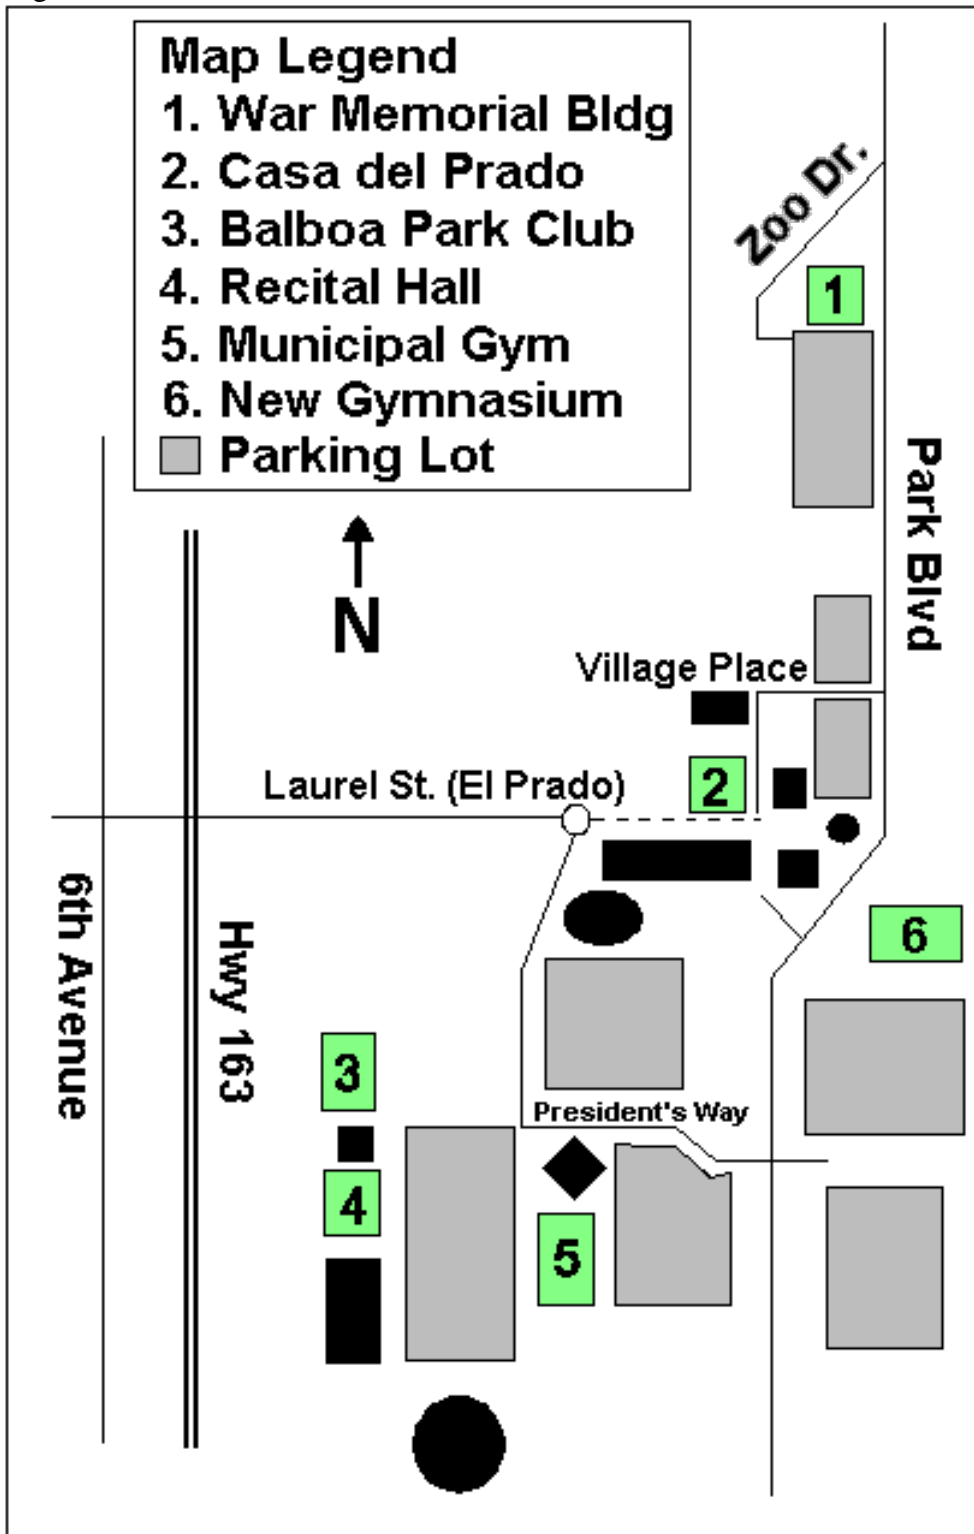 Map Legend
1. War Memorial Bldg
2. Casa del Prado
3. Balboa Park Club
4. Recital Hall
5. Municipal Gym
6. New Gymnasium
Parking Lot
Zoo Dr.
1
Park Blvd
N
Village Place
2
Laurel St. (El Prado)
6th Avenue
Hwy 163
6
3
President's Way
4
5